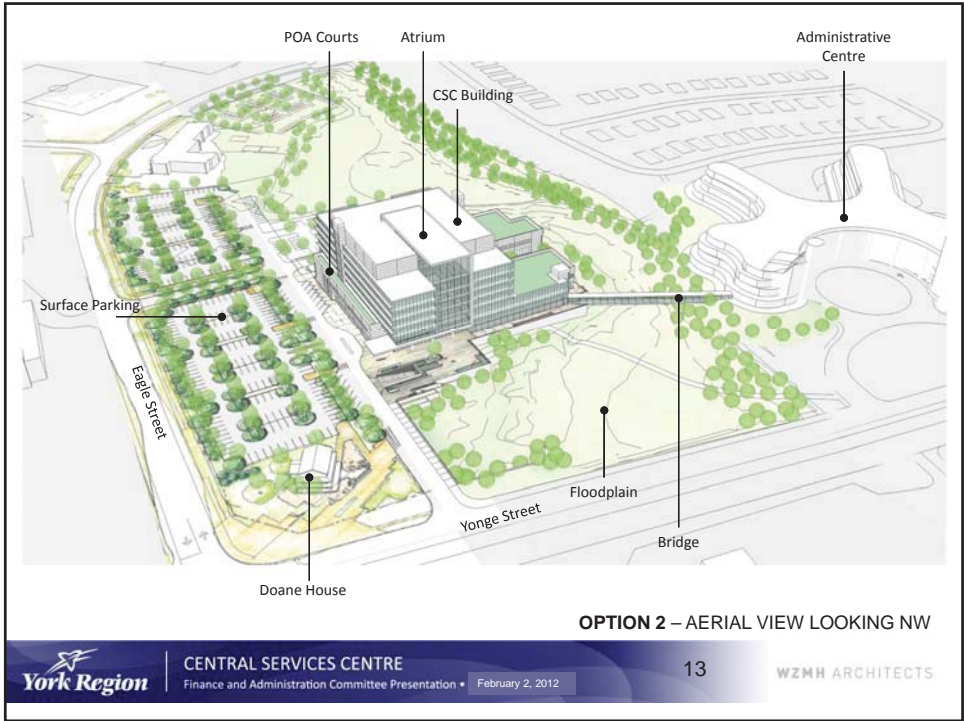 POA Courts
Atrium
Administrative
Centre
CSC Building
Surface Parking
Eagle Street
Floodplain
Yonge Street
Bridge
Doane House
OPTION 2 – AERIAL VIEW LOOKING NW
York Region
CENTRAL SERVICES CENTRE
Finance and Administration Committee Presentation • February 2, 2012
13
WZMH ARCHITECTS